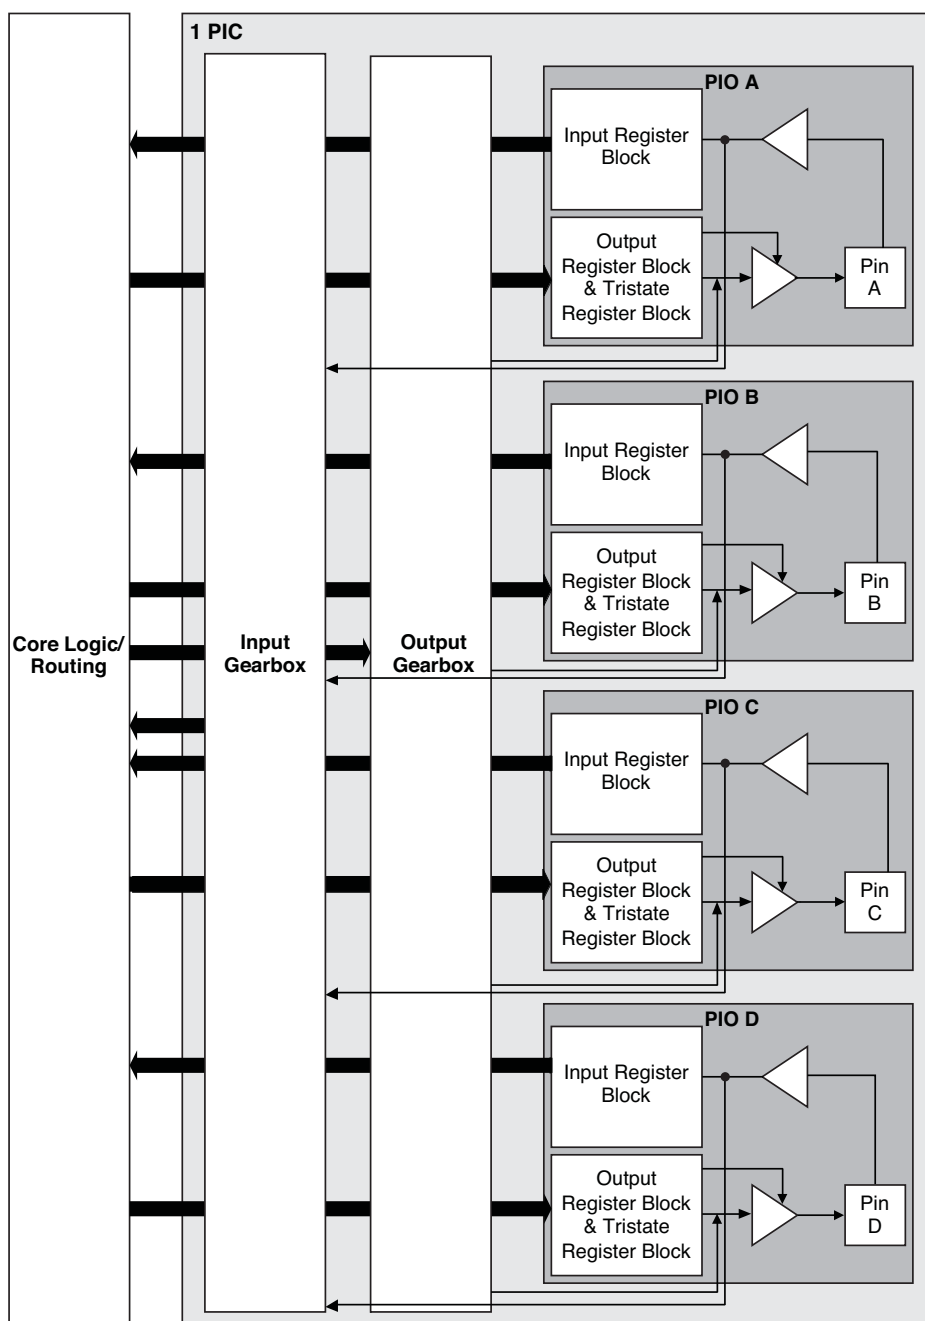 1 PIC
PIO A
Input Register
Block
Output
Register Block
& Tristate
Register Block
Pin
A
PIO B
Input Register
Block
Output
Register Block
& Tristate
Register Block
Pin
B
Core Logic/
Routing
Input
Gearbox
Output
Gearbox
PIO C
Input Register
Block
Output
Register Block
& Tristate
Register Block
Pin
C
PIO D
Input Register
Block
Output
Register Block
& Tristate
Register Block
Pin
D